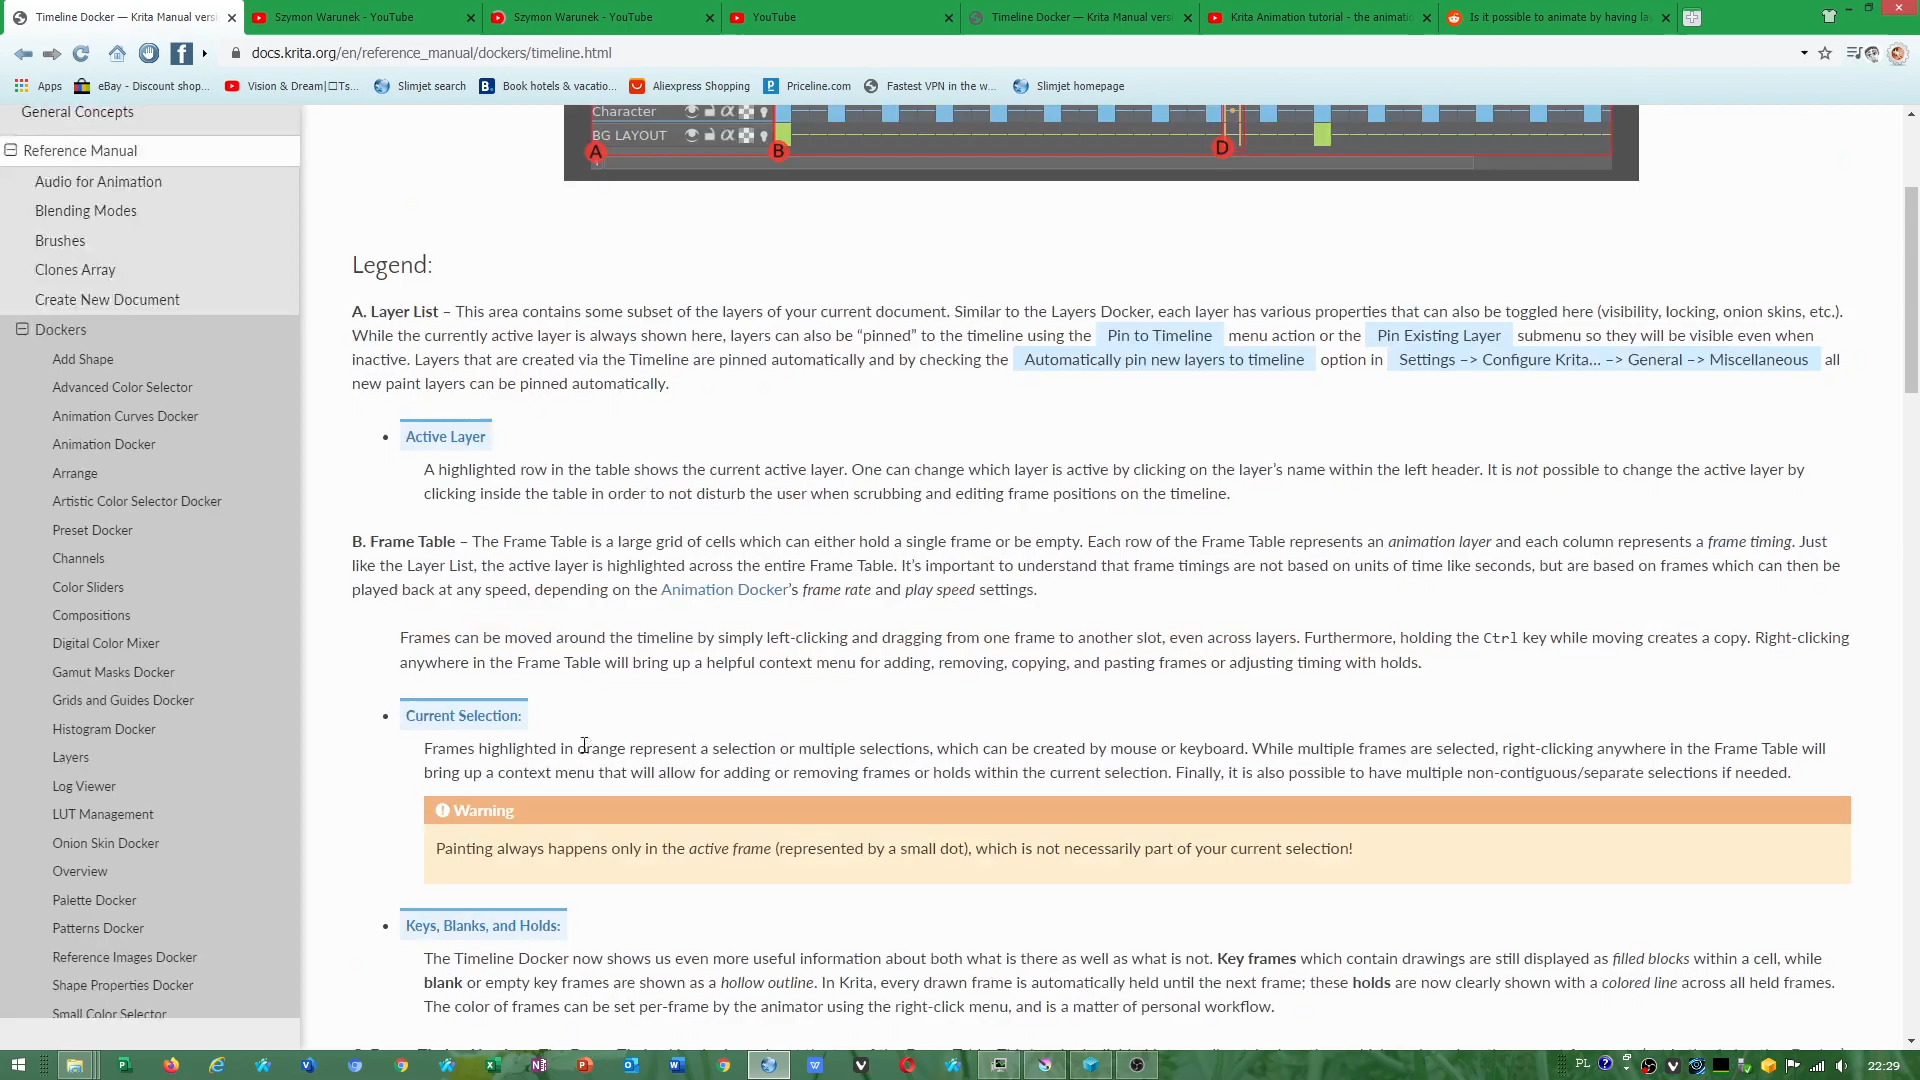 Timeline Docker — Krita Manual versi
Szymon Warunek - YouTube
Szymon Warunek - YouTube
YouTube
Timeline Docker — Krita Manual versi
Krita Animation tutorial - the animatio
Is it possible to animate by having la
docs.krita.org/en/reference_manual/dockers/timeline.html
Apps
eBay - Discount shop...
Vision & Dream|□Ts...
Slimjet search
Book hotels & vacatio...
Aliexpress Shopping
Priceline.com
Fastest VPN in the w...
Slimjet homepage
General Concepts
Reference Manual
Audio for Animation
Blending Modes
Brushes
Clones Array
Create New Document
Dockers
Add Shape
Advanced Color Selector
Animation Curves Docker
Animation Docker
Arrange
Artistic Color Selector Docker
Preset Docker
Channels
Color Sliders
Compositions
Digital Color Mixer
Gamut Masks Docker
Grids and Guides Docker
Histogram Docker
Layers
Log Viewer
LUT Management
Onion Skin Docker
Overview
Palette Docker
Patterns Docker
Reference Images Docker
Shape Properties Docker
Small Color Selector
Character
BG LAYOUT
A
B
D
Legend:
A. Layer List – This area contains some subset of the layers of your current document. Similar to the Layers Docker, each layer has various properties that can also be toggled here (visibility, locking, onion skins, etc.).
While the currently active layer is always shown here, layers can also be “pinned” to the timeline using the Pin to Timeline menu action or the Pin Existing Layer submenu so they will be visible even when
inactive. Layers that are created via the Timeline are pinned automatically and by checking the Automatically pin new layers to timeline option in Settings –> Configure Krita... –> General –> Miscellaneous all
new paint layers can be pinned automatically.
• Active Layer
A highlighted row in the table shows the current active layer. One can change which layer is active by clicking on the layer’s name within the left header. It is not possible to change the active layer by
clicking inside the table in order to not disturb the user when scrubbing and editing frame positions on the timeline.
B. Frame Table – The Frame Table is a large grid of cells which can either hold a single frame or be empty. Each row of the Frame Table represents an animation layer and each column represents a frame timing. Just
like the Layer List, the active layer is highlighted across the entire Frame Table. It’s important to understand that frame timings are not based on units of time like seconds, but are based on frames which can then be
played back at any speed, depending on the Animation Docker’s frame rate and play speed settings.
Frames can be moved around the timeline by simply left-clicking and dragging from one frame to another slot, even across layers. Furthermore, holding the Ctrl key while moving creates a copy. Right-clicking
anywhere in the Frame Table will bring up a helpful context menu for adding, removing, copying, and pasting frames or adjusting timing with holds.
• Current Selection:
Frames highlighted in orange represent a selection or multiple selections, which can be created by mouse or keyboard. While multiple frames are selected, right-clicking anywhere in the Frame Table will
bring up a context menu that will allow for adding or removing frames or holds within the current selection. Finally, it is also possible to have multiple non-contiguous/separate selections if needed.
Warning
Painting always happens only in the active frame (represented by a small dot), which is not necessarily part of your current selection!
• Keys, Blanks, and Holds:
The Timeline Docker now shows us even more useful information about both what is there as well as what is not. Key frames which contain drawings are still displayed as filled blocks within a cell, while
blank or empty key frames are shown as a hollow outline. In Krita, every drawn frame is automatically held until the next frame; these holds are now clearly shown with a colored line across all held frames.
The color of frames can be set per-frame by the animator using the right-click menu, and is a matter of personal workflow.
PL
22:29